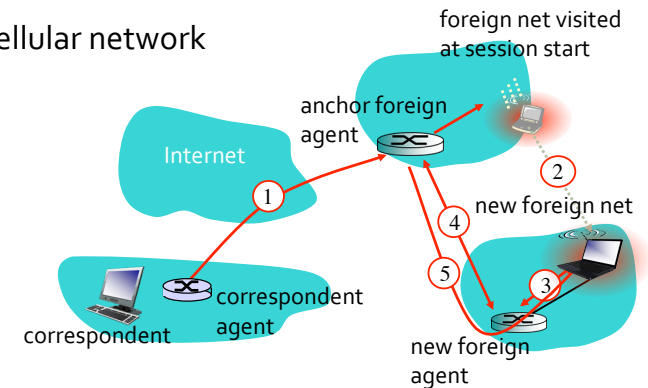 ellular network
foreign net visited
at session start
anchor foreign
agent
Internet
1
2
new foreign net
4
5
3
correspondent
agent
correspondent
new foreign
agent